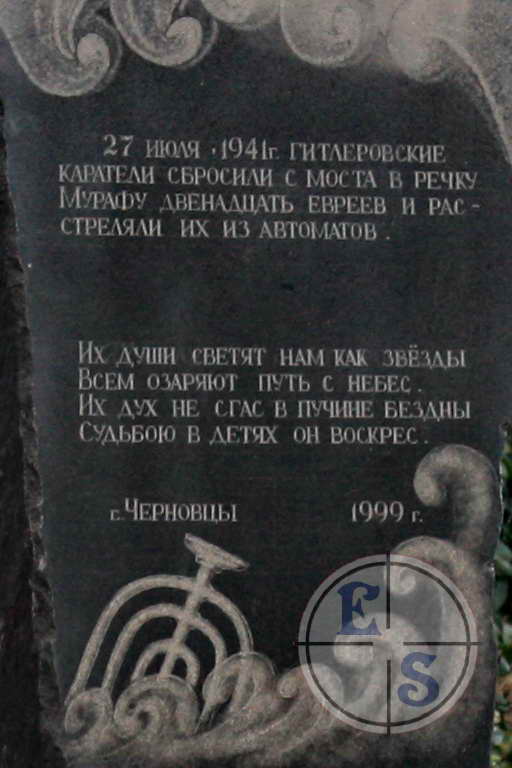 27 июля 1941г. гитлеровские
каратели сбросили с моста в речку
Мурафу двенадцать евреев и рас-
стреляли их из автоматов.
Их души светят нам как звёзды
Всем озаряют путь с небес.
Их дух не сгас в пучине бездны
Судьбою в детях он воскрес.
г. Черновцы 1999 г.
E
S